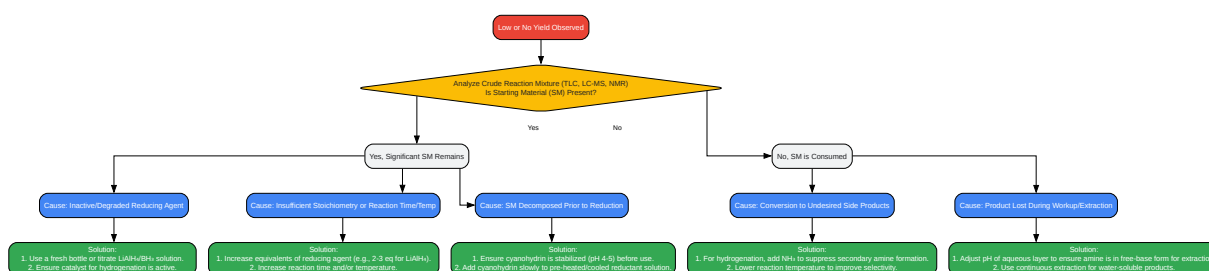 Low or No Yield Observed
Analyze Crude Reaction Mixture (TLC, LC-MS, NMR)
Is Starting Material (SM) Present?
Yes
No
Yes, Significant SM Remains
No, SM is Consumed
Cause: Inactive/Degraded Reducing Agent
Cause: Insufficient Stoichiometry or Reaction Time/Temp
Cause: SM Decomposed Prior to Reduction
Cause: Conversion to Undesired Side Products
Cause: Product Lost During Workup/Extraction
Solution:
1. Use a fresh bottle or titrate LiAlH₄/BH₃ solution.
2. Ensure catalyst for hydrogenation is active.
Solution:
1. Increase equivalents of reducing agent (e.g., 2-3 eq for LiAlH₄).
2. Increase reaction time and/or temperature.
Solution:
1. Ensure cyanohydrin is stabilized (pH 4-5) before use.
2. Add cyanohydrin slowly to pre-heated/cooled reductant solution.
Solution:
1. For hydrogenation, add NH₃ to suppress secondary amine formation.
2. Lower reaction temperature to improve selectivity.
Solution:
1. Adjust pH of aqueous layer to ensure amine is in free-base form for
2. Use continuous extraction for water-soluble products.